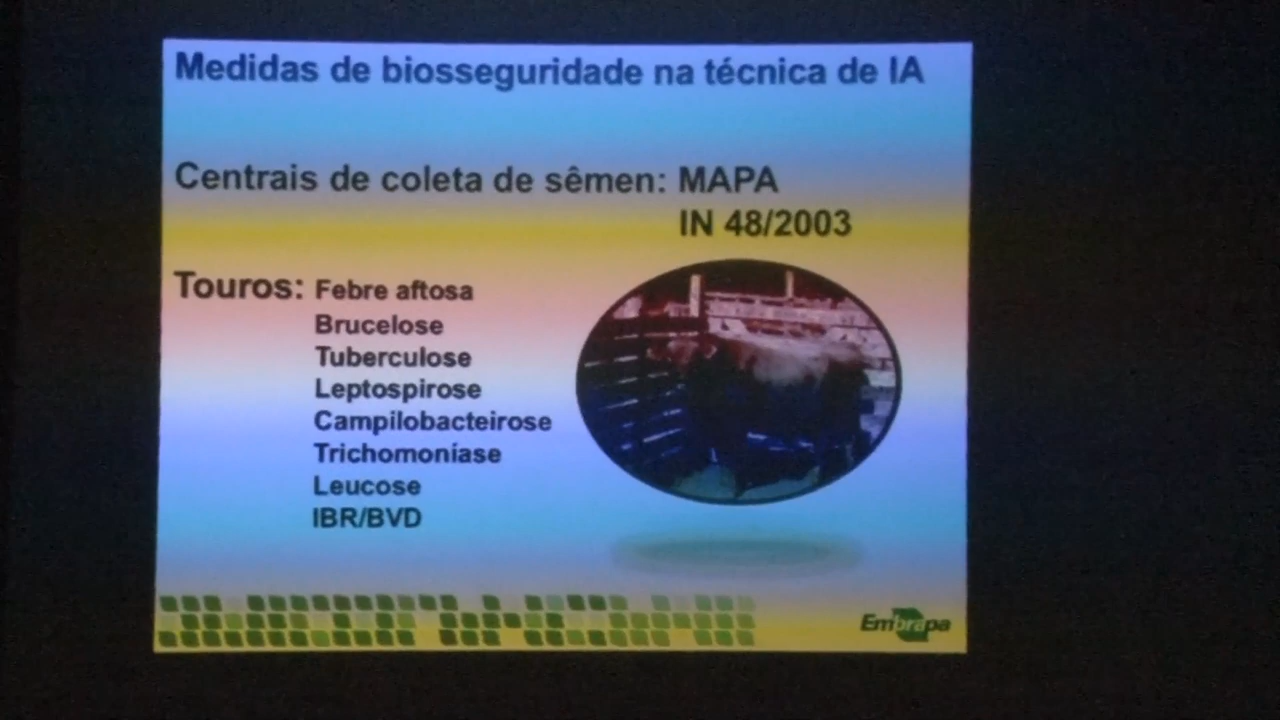 Medidas de biosseguridade na técnica de IA
Centrais de coleta de sêmen: MAPA
IN 48/2003
Touros: Febre aftosa
Brucelose
Tuberculose
Leptospirose
Campilobacteirose
Trichomoníase
Leucose
IBR/BVD
Embrapa